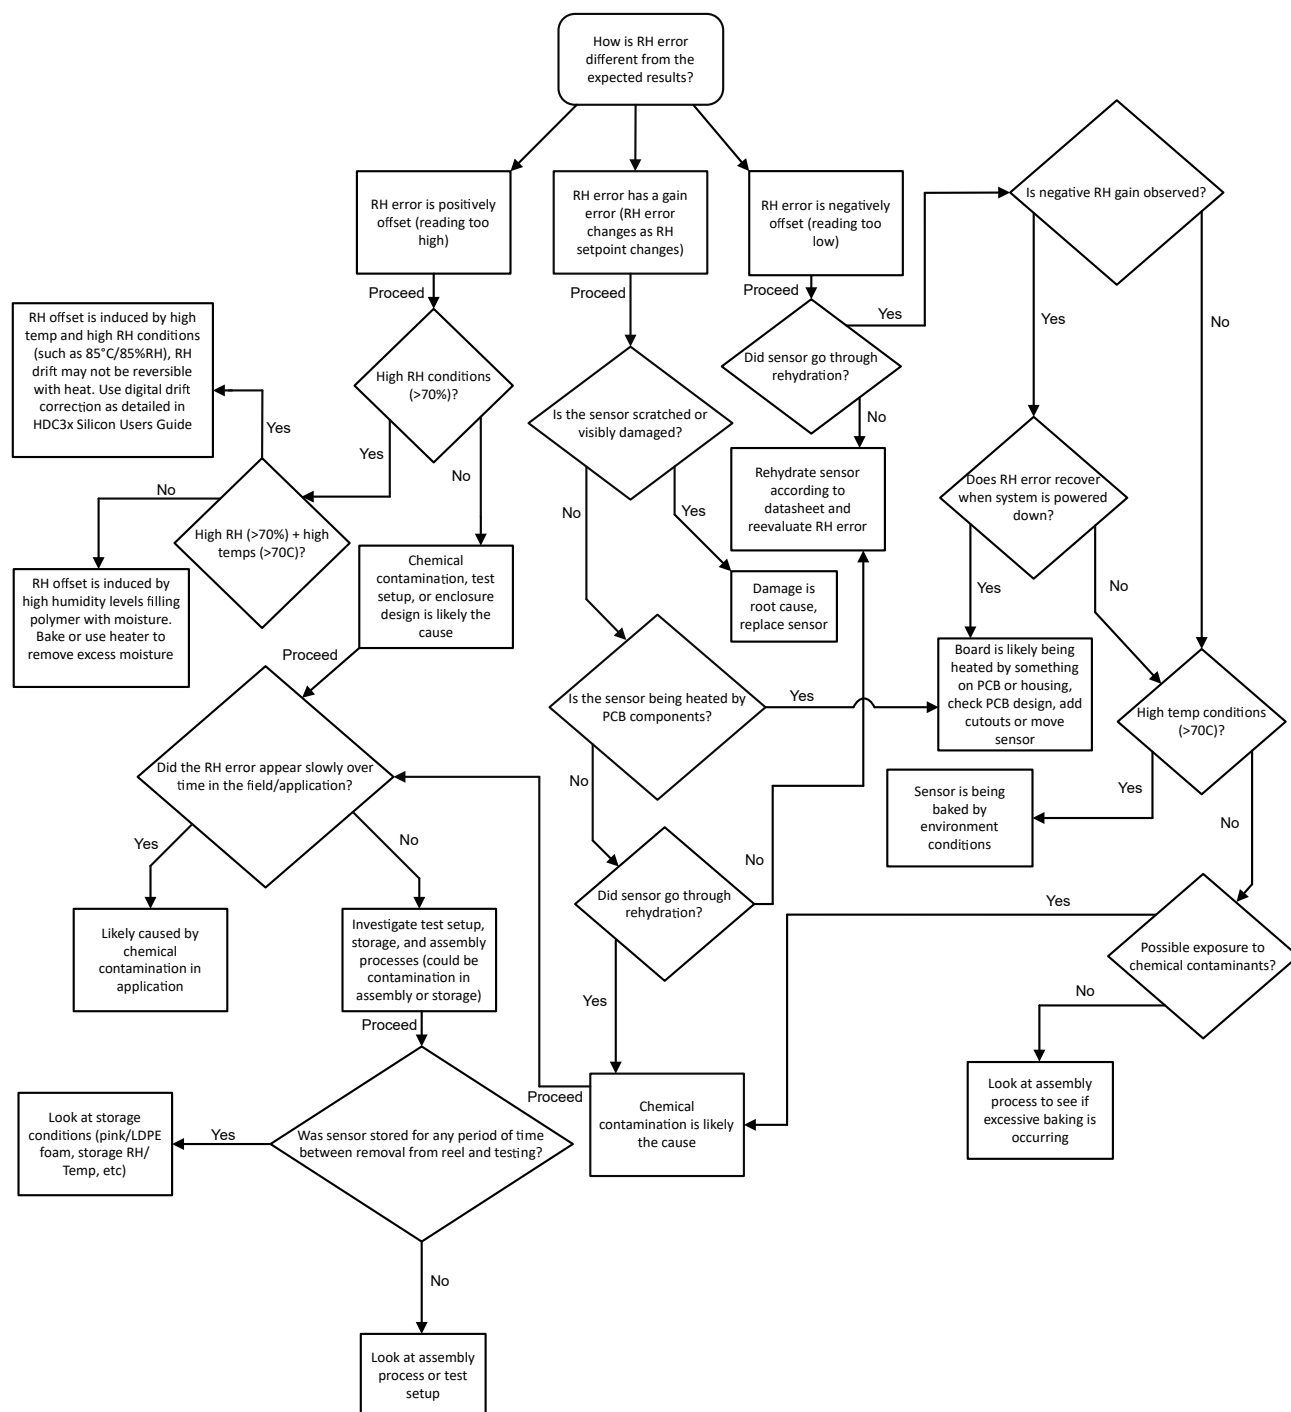 How is RH error
different from the
expected results?
RH error is positively
offset (reading too
high)
RH error has a gain
error (RH error
changes as RH
setpoint changes)
RH error is negatively
offset (reading too
low)
Is negative RH gain observed?
Proceed
Proceed
Proceed
Yes
Yes
No
RH offset is induced by high
temp and high RH conditions
(such as 85°C/85%RH), RH
drift may not be reversible
with heat. Use digital drift
correction as detailed in
HDC3x Silicon Users Guide
High RH conditions
(>70%)?
Is the sensor scratched or
visibly damaged?
Did sensor go through
rehydration?
No
Yes
Yes
No
No
Yes
No
High RH (>70%) + high
temps (>70C)?
Rehydrate sensor
according to
datasheet and
reevaluate RH error
Does RH error recover
when system is powered
down?
RH offset is induced by
high humidity levels filling
polymer with moisture.
Bake or use heater to
remove excess moisture
Chemical
contamination, test
setup, or enclosure
design is likely the
cause
Damage is
root cause,
replace sensor
Yes
No
Proceed
Is the sensor being heated by
PCB components?
Yes
Board is likely being
heated by something
on PCB or housing,
check PCB design, add
cutouts or move
sensor
High temp conditions
(>70C)?
Did the RH error appear slowly over
time in the field/application?
No
Yes
Sensor is being
baked by
environment
conditions
No
Yes
No
Did sensor go through
rehydration?
No
Yes
Likely caused by
chemical
contamination in
application
Investigate test setup,
storage, and assembly
processes (could be
contamination in
assembly or storage)
Possible exposure to
chemical contaminants?
Yes
No
Proceed
Look at storage
conditions (pink/LDPE
foam, storage RH/
Temp, etc)
Yes
Was sensor stored for any period of time
between removal from reel and testing?
Proceed
Chemical
contamination is likely
the cause
Look at assembly
process to see if
excessive baking is
occurring
No
Look at assembly
process or test
setup